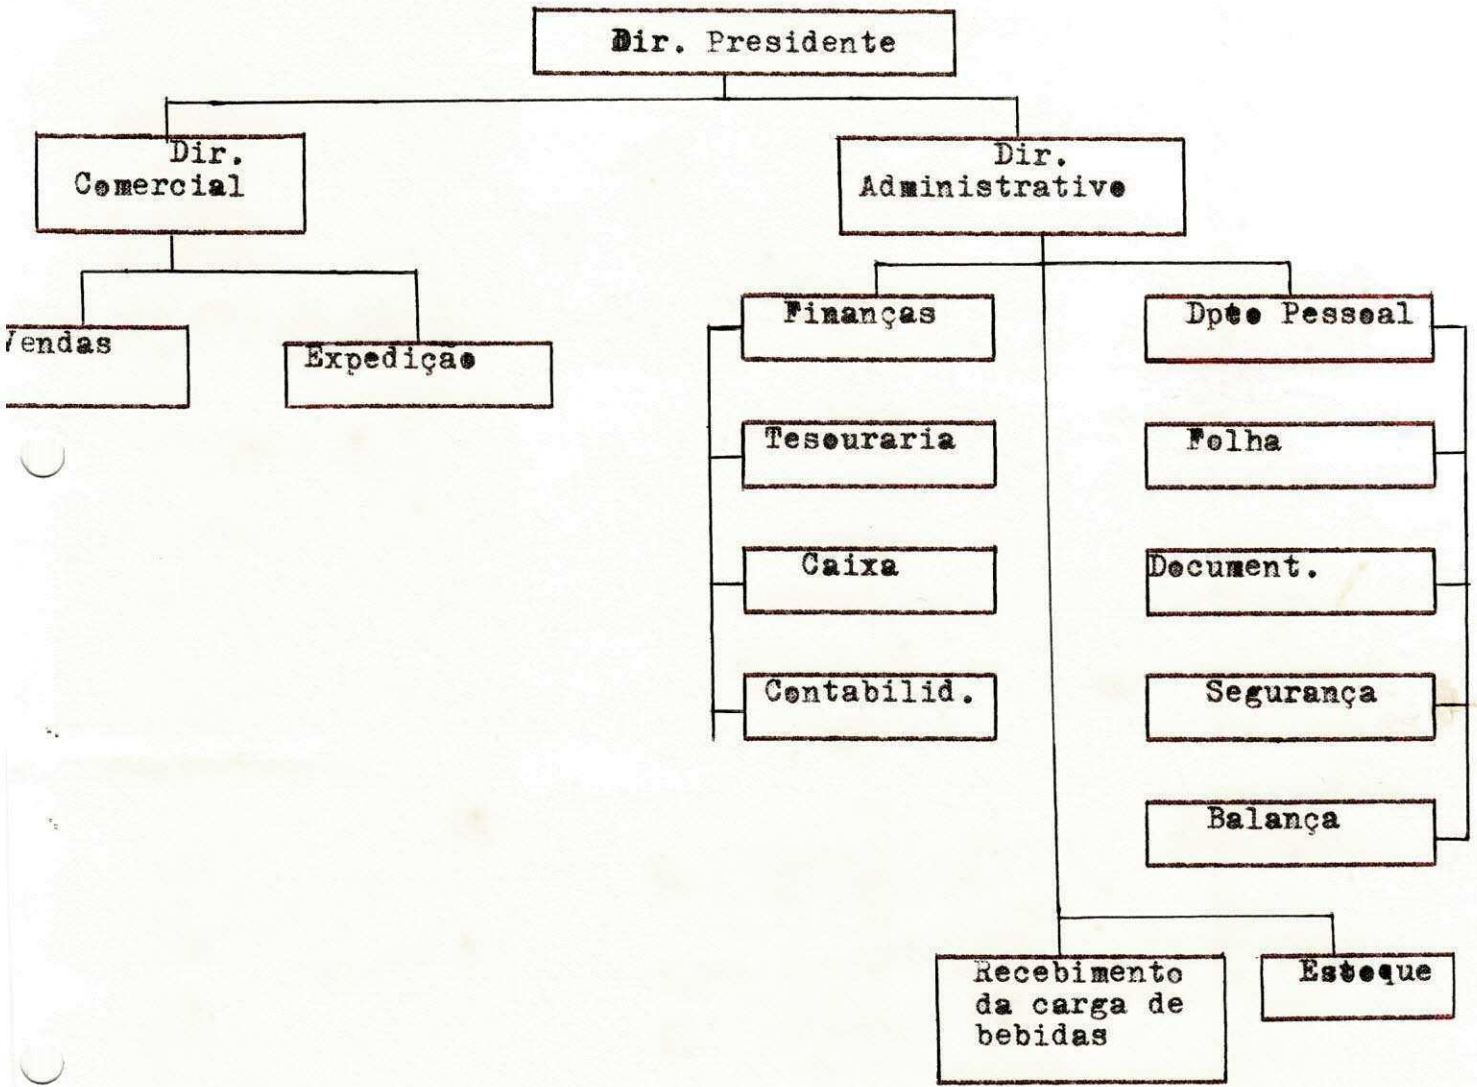 Dir. Presidente
Dir.
Comercial
Dir.
Administrativo
Vendas
Expedição
Finanças
Dpto Pessoal
Tesouraria
Folha
Caixa
Document.
Contabilid.
Segurança
Balança
Recebimento
da carga de
bebidas
Estoque